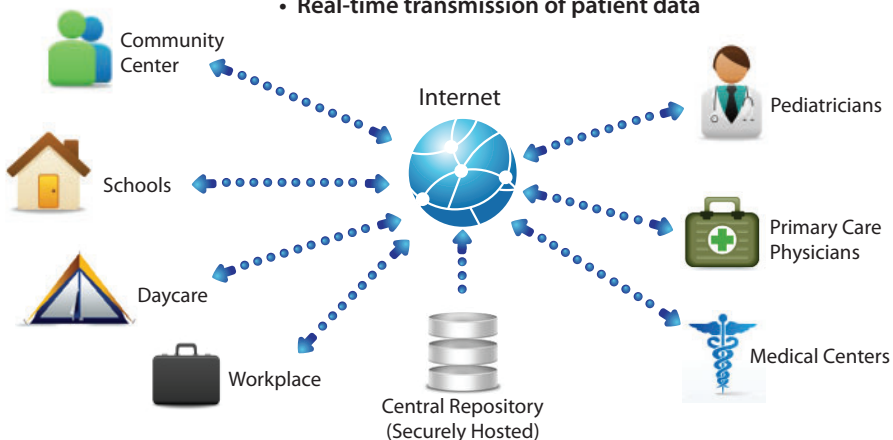 • Real-time transmission of patient data
Community
Center
Internet
Pediatricians
Schools
Primary Care
Physicians
Daycare
Workplace
Medical Centers
Central Repository
(Securely Hosted)